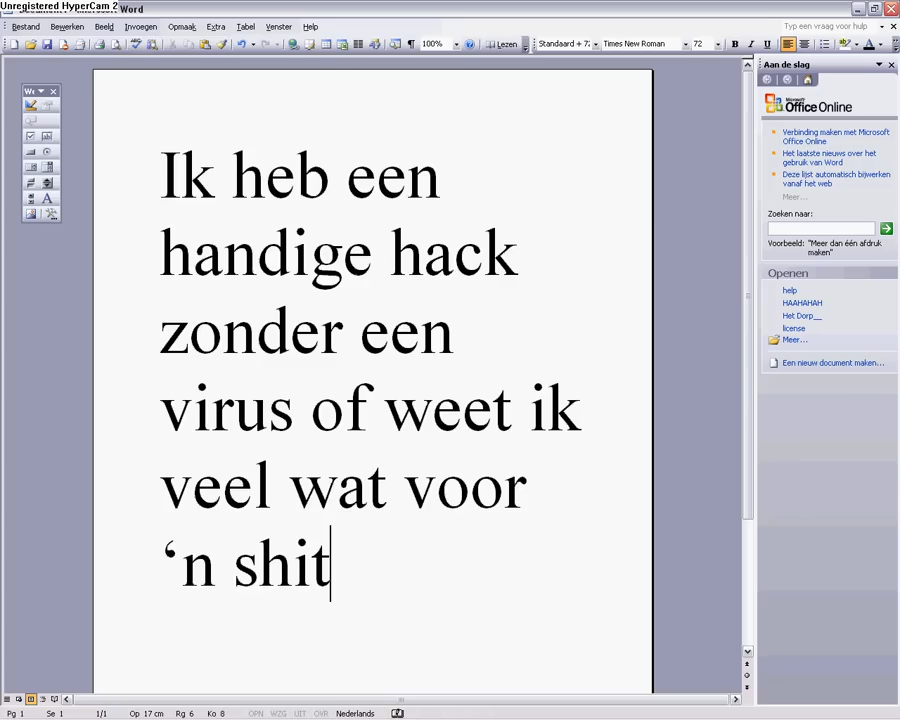 Unregistered HyperCam 2
Word
Bestand Bewerken Beeld Invoegen Opmaak Extra Tabel Venster Help
Typ een vraag voor hulp
100% Lezen Standaard + 72 Times New Roman 72 B I U
Aan de slag
Microsoft
Office Online
Verbinding maken met Microsoft
Office Online
Het laatste nieuws over het
gebruik van Word
Deze lijst automatisch bijwerken
vanaf het web
Meer...
Zoeken naar:
Voorbeeld: "Meer dan één afdruk
maken"
Openen
help
HAAHAHAH
Het Dorp__
license
Meer...
Een nieuw document maken...
Ik heb een
handige hack
zonder een
virus of weet ik
veel wat voor
‘n shit
Pg 1 Se 1 1/1 Op 17 cm Rg 6 Ko 8 OPN WZG UIT OVR Nederlands